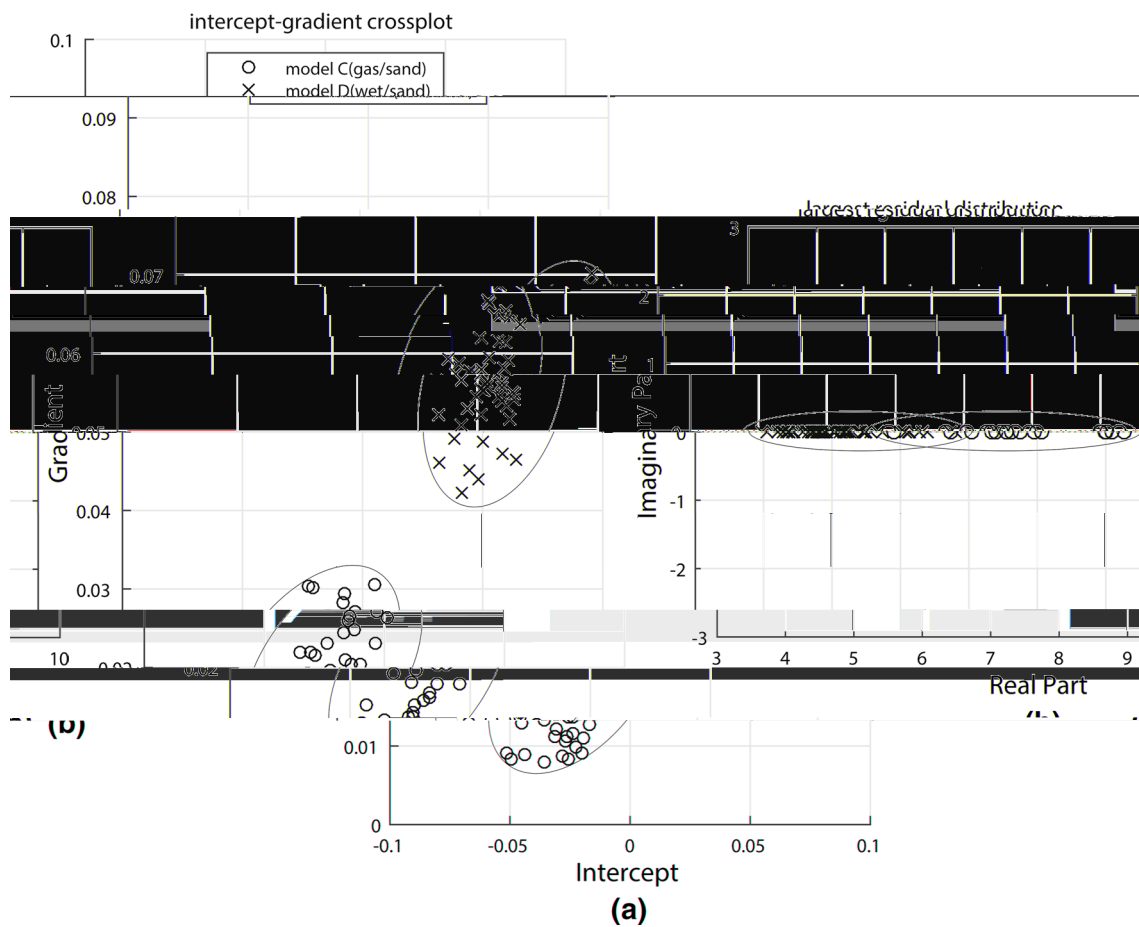 intercept-gradient crossplot
0.1
model C(gas/sand)
model D(wet/sand)
0.09
0.08
largest residual distribution
3
0.07
2
0.06
Gradient
Imaginary Part
0.05
0
0.04
-1
0.03
-2
-3
10
3 4 5 6 7 8 9
0.02
Real Part
(b)
0.01
0
-0.1 -0.05 0 0.05 0.1
Intercept
(a)